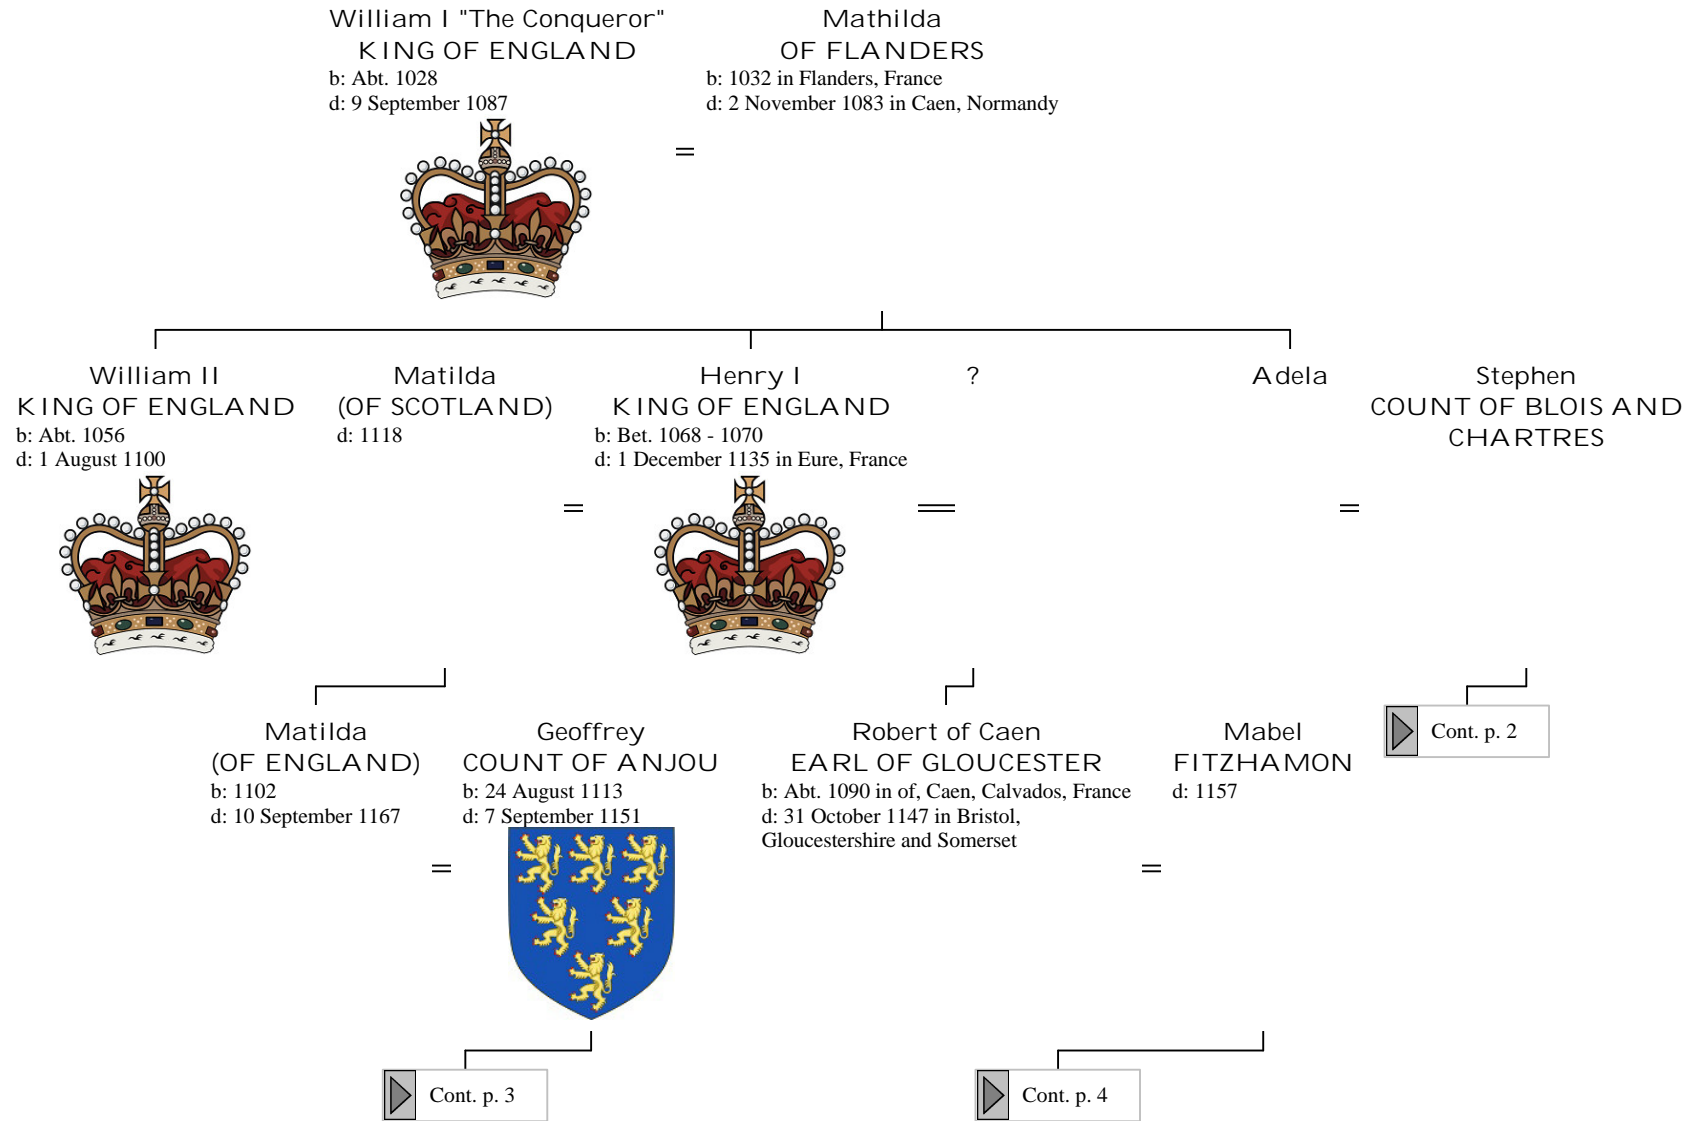 William I "The Conqueror"
KING OF ENGLAND
b: Abt. 1028
d: 9 September 1087
Mathilda
OF FLANDERS
b: 1032 in Flanders, France
d: 2 November 1083 in Caen, Normandy
=
William II
KING OF ENGLAND
b: Abt. 1056
d: 1 August 1100
Matilda
(OF SCOTLAND)
d: 1118
=
Henry I
KING OF ENGLAND
b: Bet. 1068 - 1070
d: 1 December 1135 in Eure, France
=
?
Adela
=
Stephen
COUNT OF BLOIS AND
CHARTRES
Matilda
(OF ENGLAND)
b: 1102
d: 10 September 1167
=
Geoffrey
COUNT OF ANJOU
b: 24 August 1113
d: 7 September 1151
Robert of Caen
EARL OF GLOUCESTER
b: Abt. 1090 in of, Caen, Calvados, France
d: 31 October 1147 in Bristol,
Gloucestershire and Somerset
=
Mabel
FITZHAMON
d: 1157
Cont. p. 2
Cont. p. 3
Cont. p. 4